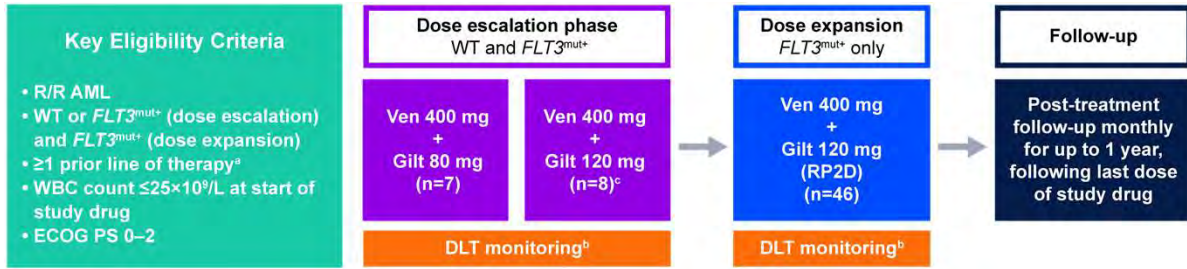 Key Eligibility Criteria
• R/R AML
• WT or FLT3ᵐᵘᵗ⁺ (dose escalation)
and FLT3ᵐᵘᵗ⁺ (dose expansion)
• ≥1 prior line of therapyᵃ
• WBC count ≤25×10⁹/L at start of
study drug
• ECOG PS 0–2
Dose escalation phase
WT and FLT3ᵐᵘᵗ⁺
Ven 400 mg
+
Gilt 80 mg
(n=7)
Ven 400 mg
+
Gilt 120 mg
(n=8)ᶜ
DLT monitoringᵇ
Dose expansion
FLT3ᵐᵘᵗ⁺ only
Ven 400 mg
+
Gilt 120 mg
(RP2D)
(n=46)
DLT monitoringᵇ
Follow-up
Post-treatment
follow-up monthly
for up to 1 year,
following last dose
of study drug